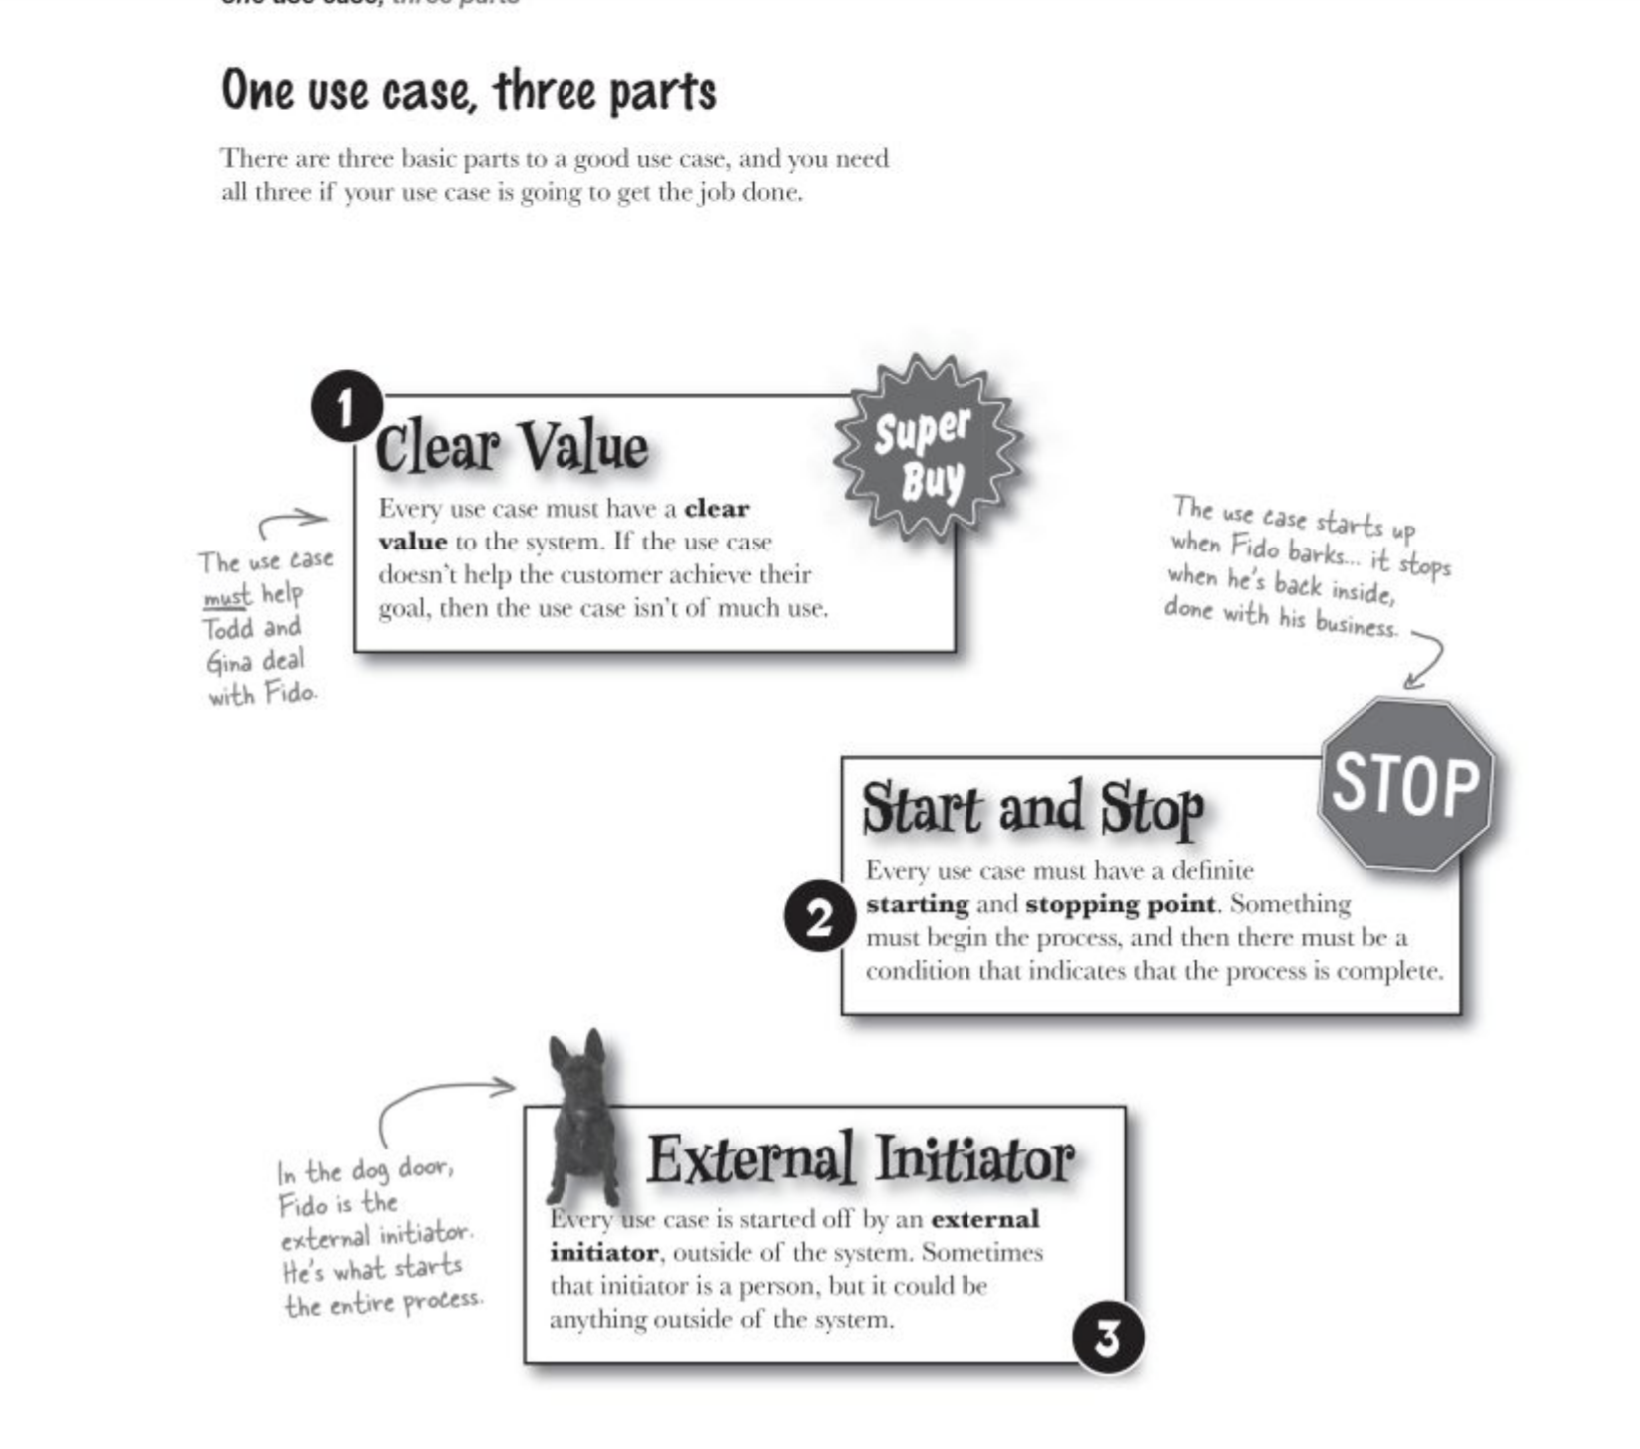 One use case, three parts
One use case, three parts
There are three basic parts to a good use case, and you need
all three if your use case is going to get the job done.
1
Clear Value
Super
Buy
Every use case must have a clear
value to the system. If the use case
doesn't help the customer achieve their
goal, then the use case isn't of much use.
The use case
must help
Todd and
Gina deal
with Fido.
The use case starts up
when Fido barks... it stops
when he's back inside,
done with his business.
STOP
Start and Stop
Every use case must have a definite
starting and stopping point. Something
must begin the process, and then there must be a
condition that indicates that the process is complete.
2
In the dog door,
Fido is the
external initiator.
He's what starts
the entire process.
External Initiator
Every use case is started off by an external
initiator, outside of the system. Sometimes
that initiator is a person, but it could be
anything outside of the system.
3